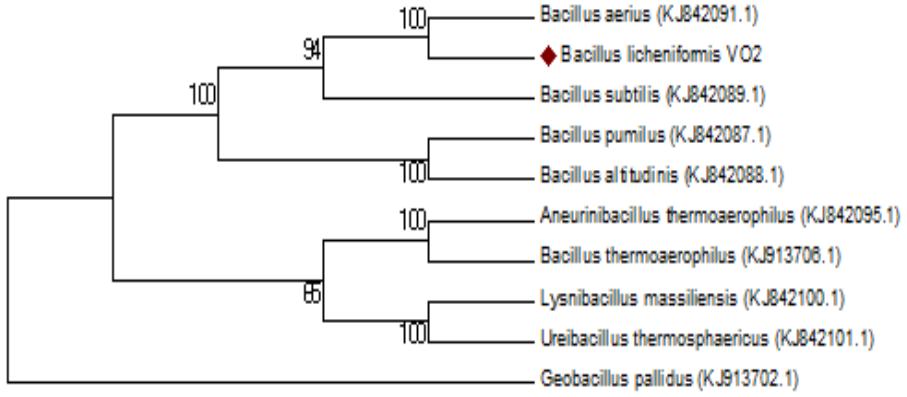 100
Bacillus aerius (KJ842091.1)
94
Bacillus licheniformis VO2
100
Bacillus subtilis (KJ842089.1)
Bacillus pumilus (KJ842087.1)
100
Bacillus altitudinis (KJ842088.1)
100
Aneurinibacillus thermoaerophilus (KJ842095.1)
Bacillus thermoaerophilus (KJ913706.1)
65
Lysnibacillus massiliensis (KJ842100.1)
100
Ureibacillus thermosphaericus (KJ842101.1)
Geobacillus pallidus (KJ913702.1)